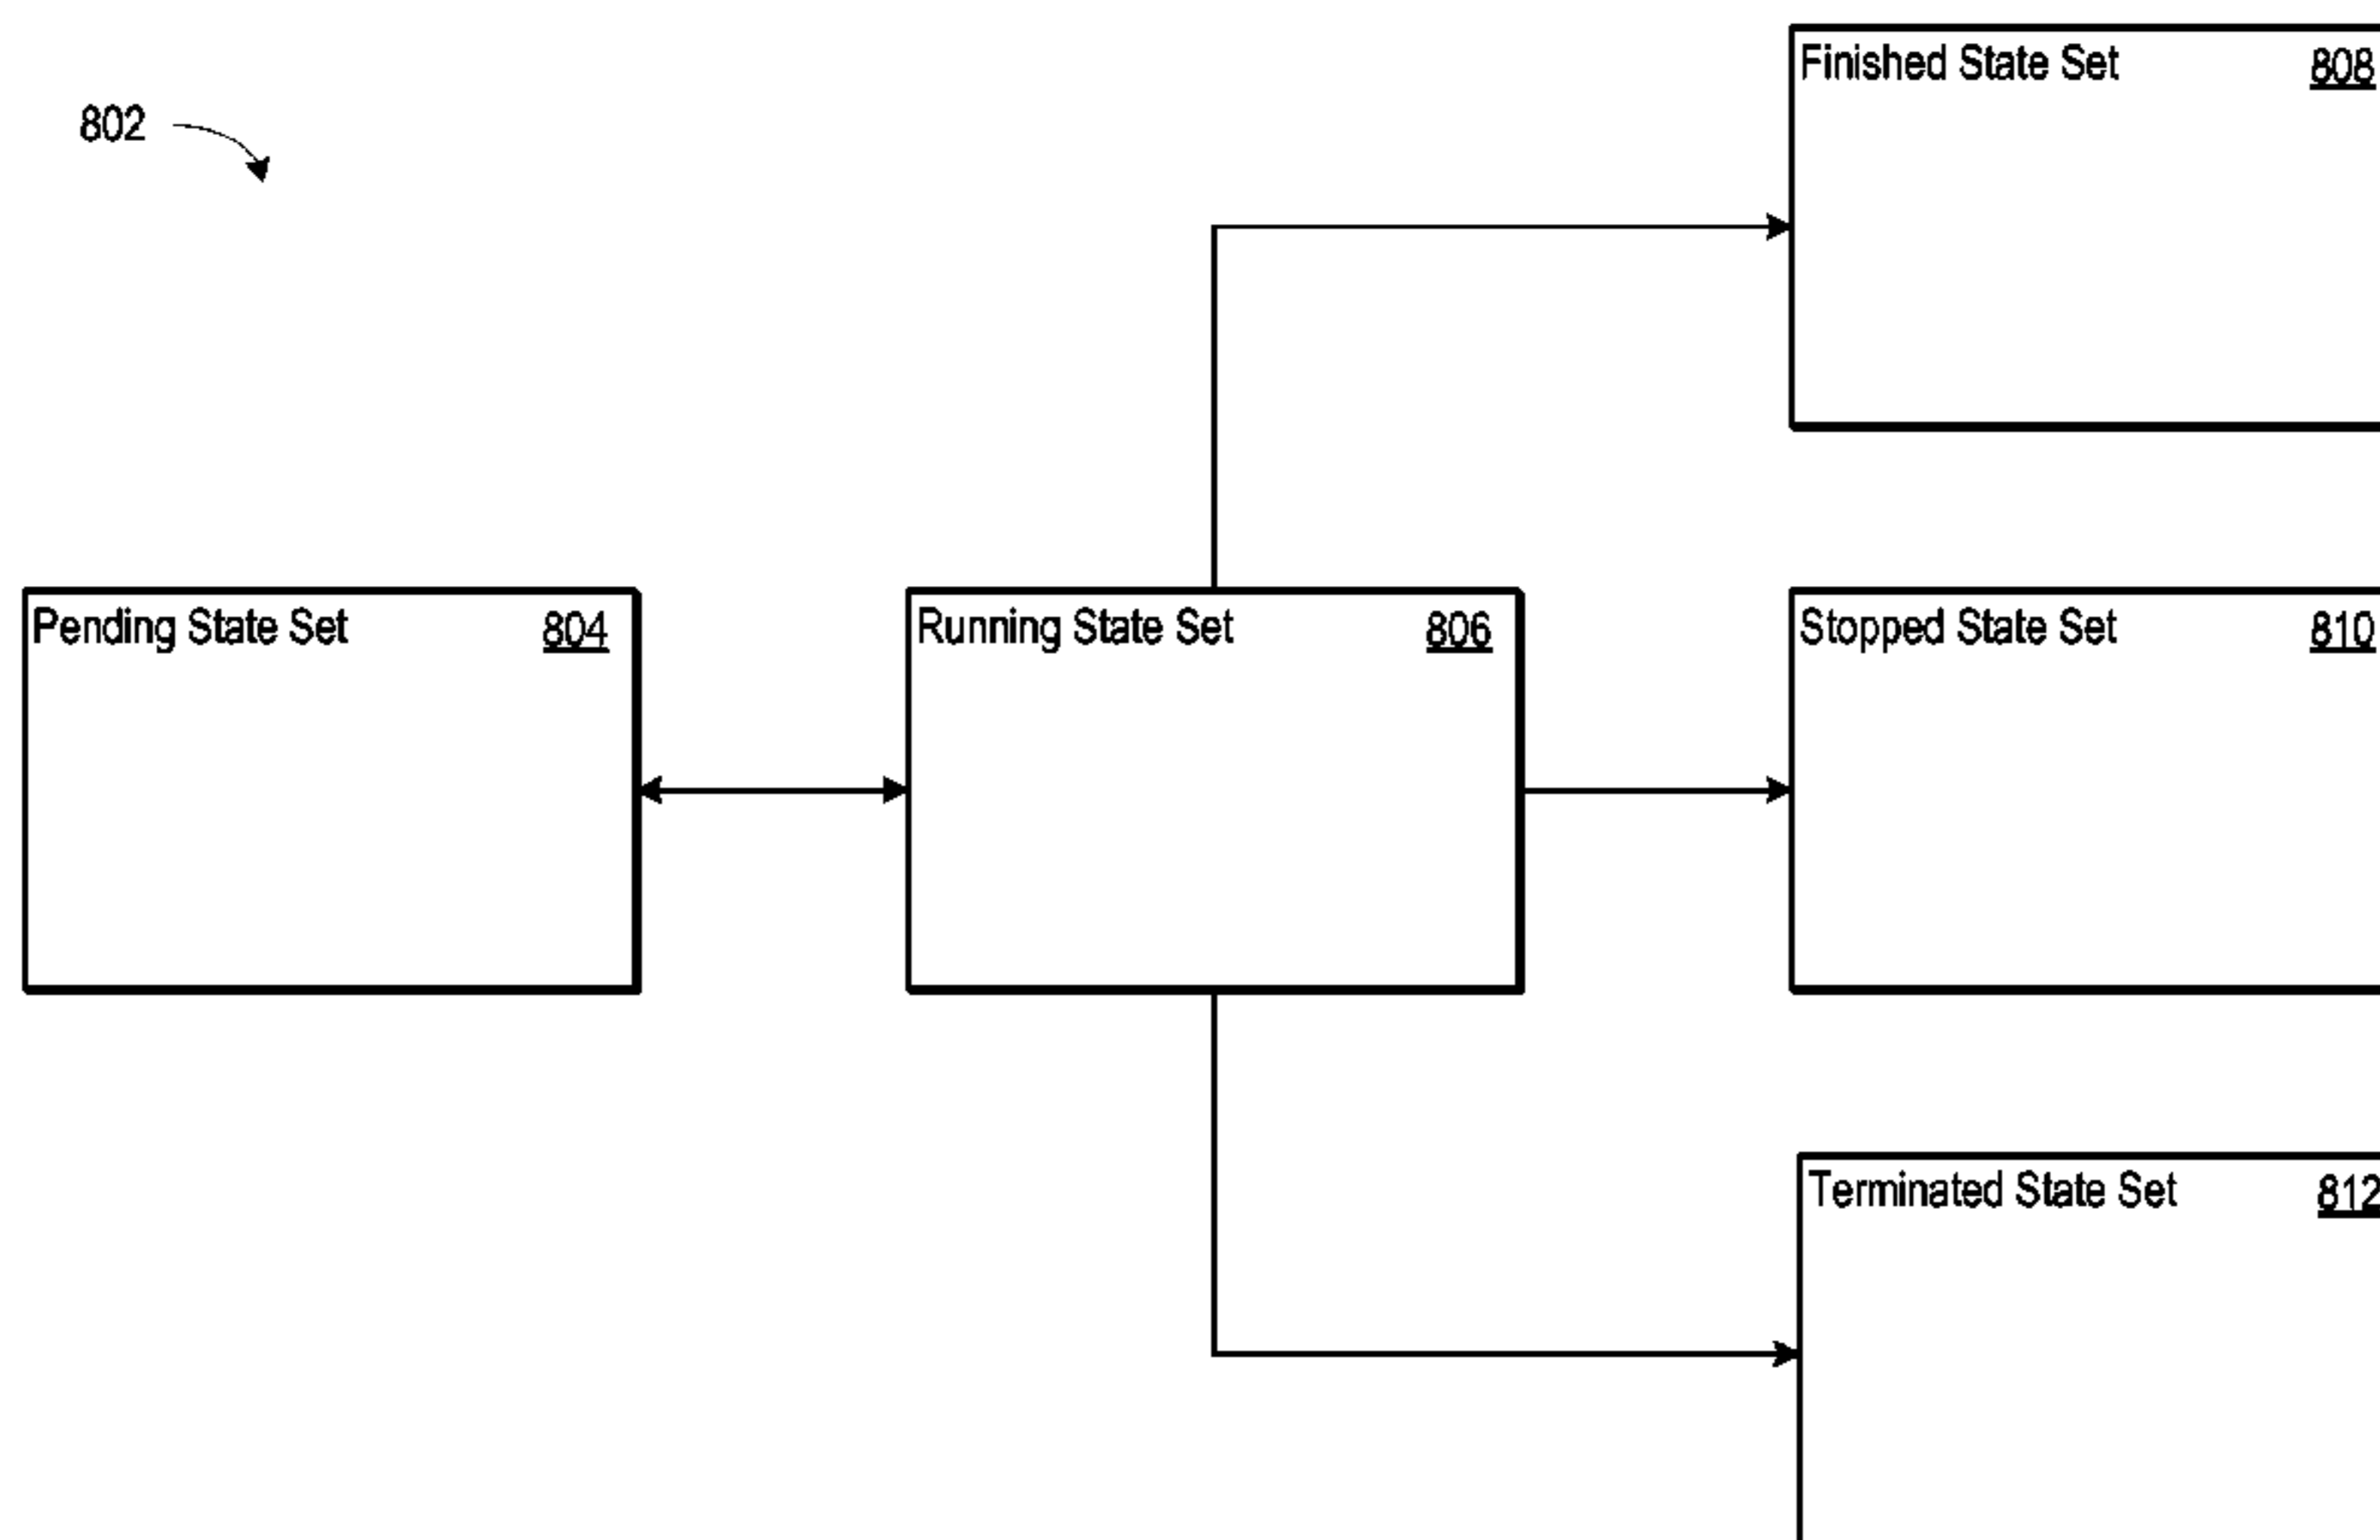 Finished State Set 808
802
Pending State Set 804
Running State Set 806
Stopped State Set 810
Terminated State Set 812